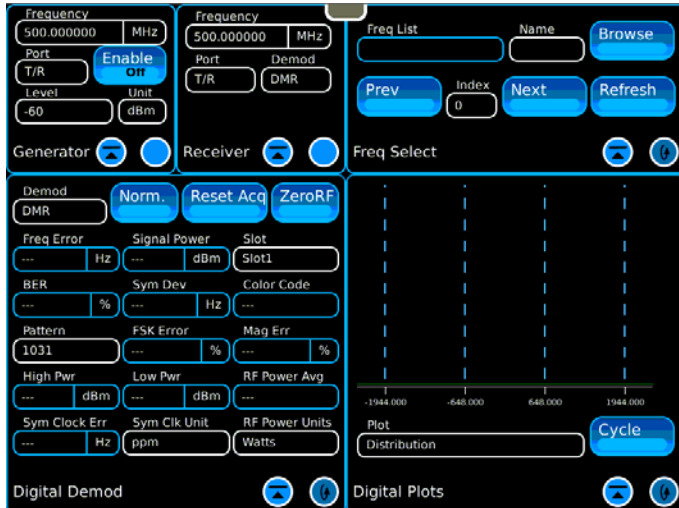 Frequency
500.000000 MHz
Port
T/R
Enable
Off
Level Unit
-60 dBm
Generator
Frequency
500.000000 MHz
Port Demod
T/R DMR
Receiver
Freq List Name
Browse
Prev
Index
0
Next
Refresh
Freq Select
Demod
DMR
Norm.
Reset Acq
ZeroRF
Freq Error Signal Power Slot
--- Hz --- dBm Slot1
BER Sym Dev Color Code
--- % --- Hz ---
Pattern FSK Error Mag Err
1031 --- % --- %
High Pwr Low Pwr RF Power Avg
--- dBm --- dBm ---
Sym Clock Err Sym Clk Unit RF Power Units
--- Hz ppm Watts
Digital Demod
-1944.000 -648.000 648.000 1944.000
Plot
Distribution
Cycle
Digital Plots